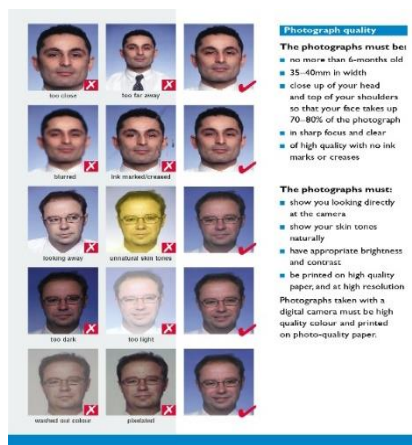 Photograph quality
The photographs must be:
no more than 6-months old
35–40mm in width
close up of your head
and top of your shoulders
so that your face takes up
70–80% of the photograph
in sharp focus and clear
of high quality with no ink
marks or creases
too close too far away
blurred ink marked/creased
The photographs must:
show you looking directly
at the camera
show your skin tones
naturally
have appropriate brightness
and contrast
be printed on high quality
paper, and at high resolution
Photographs taken with a
digital camera must be high
quality colour and printed
on photo-quality paper.
looking away unnatural skin tones
too dark too light
washed out colour pixelated